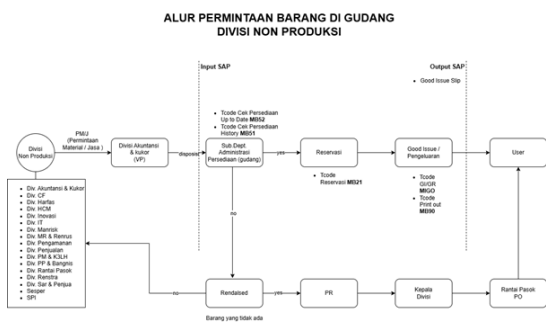 ALUR PERMINTAAN BARANG DI GUDANG
DIVISI NON PRODUKSI
Input SAP
Output SAP
• Good Issue Slip
• Tcode Cek Persediaan
Up to Date MB52
• Tcode Cek Persediaan
History MB51
Divisi
Non Produksi
PM/J
(Permintaan
Material / Jasa )
Divisi Akuntansi
& kukor
(VP)
disposisi
Sub.Dept.
Administrasi
Persediaan (gudang)
yes
Reservasi
Good Issue /
Pengeluaran
User
• Tcode
Reservasi MB21
• Tcode
GI/GR
MIGO
• Tcode
Print out
MB90
no
• Div. Akuntansi & Kukor
• Div. CF
• Div. Harfas
• Div. HCM
• Div. Inovasi
• Div. IT
• Div. Manrisk
• Div. MR & Renrus
• Div. Pengamanan
• Div. Penjualan
• Div. PM & K3LH
• Div. PP & Bangnis
• Div. Rantai Pasok
• Div. Renstra
• Div. Sar & Penjua
• Sesper
• SPI
no
Rendalsed
yes
PR
Kepala
Divisi
Rantai Pasok
PO
Barang yang tidak ada